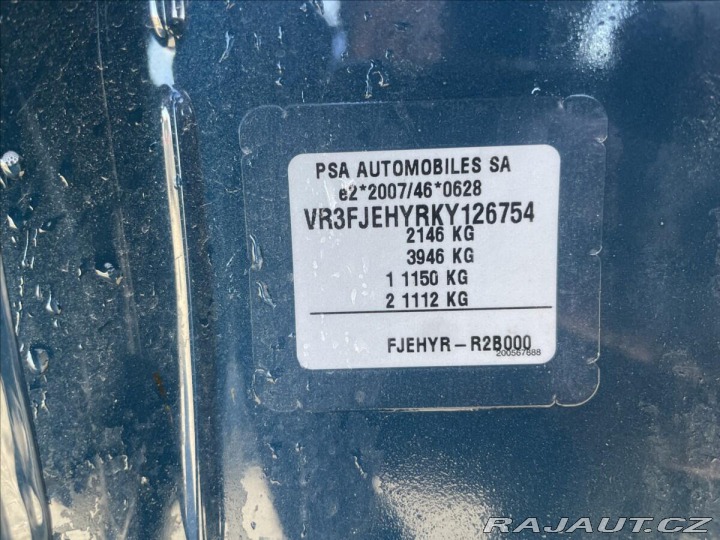 PSA AUTOMOBILES SA
e2*2007/46*0628
VR3FJEHYRKY126754
2146 KG
3946 KG
1 1150 KG
2 1112 KG
FJEHYR-R2B000
200567688
RAJAUT.CZ